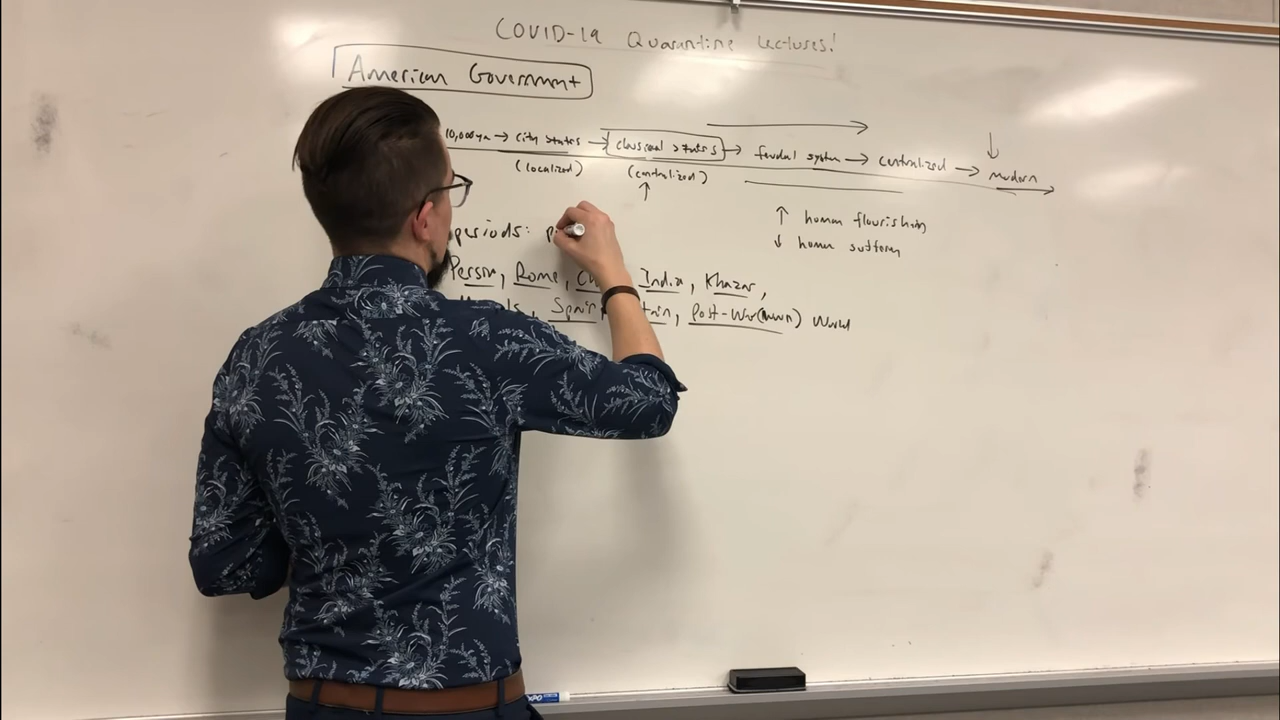 COVID-19 Quarantine Lectures!
American Government
10,000ya → city states → classical states → feudal system → centralized → modern
(localized) (centralized)
↑ human flourishing
↓ human suffering
periods:
Persia, Rome, India, Khazar,
Spain, Post-War World
EXPO